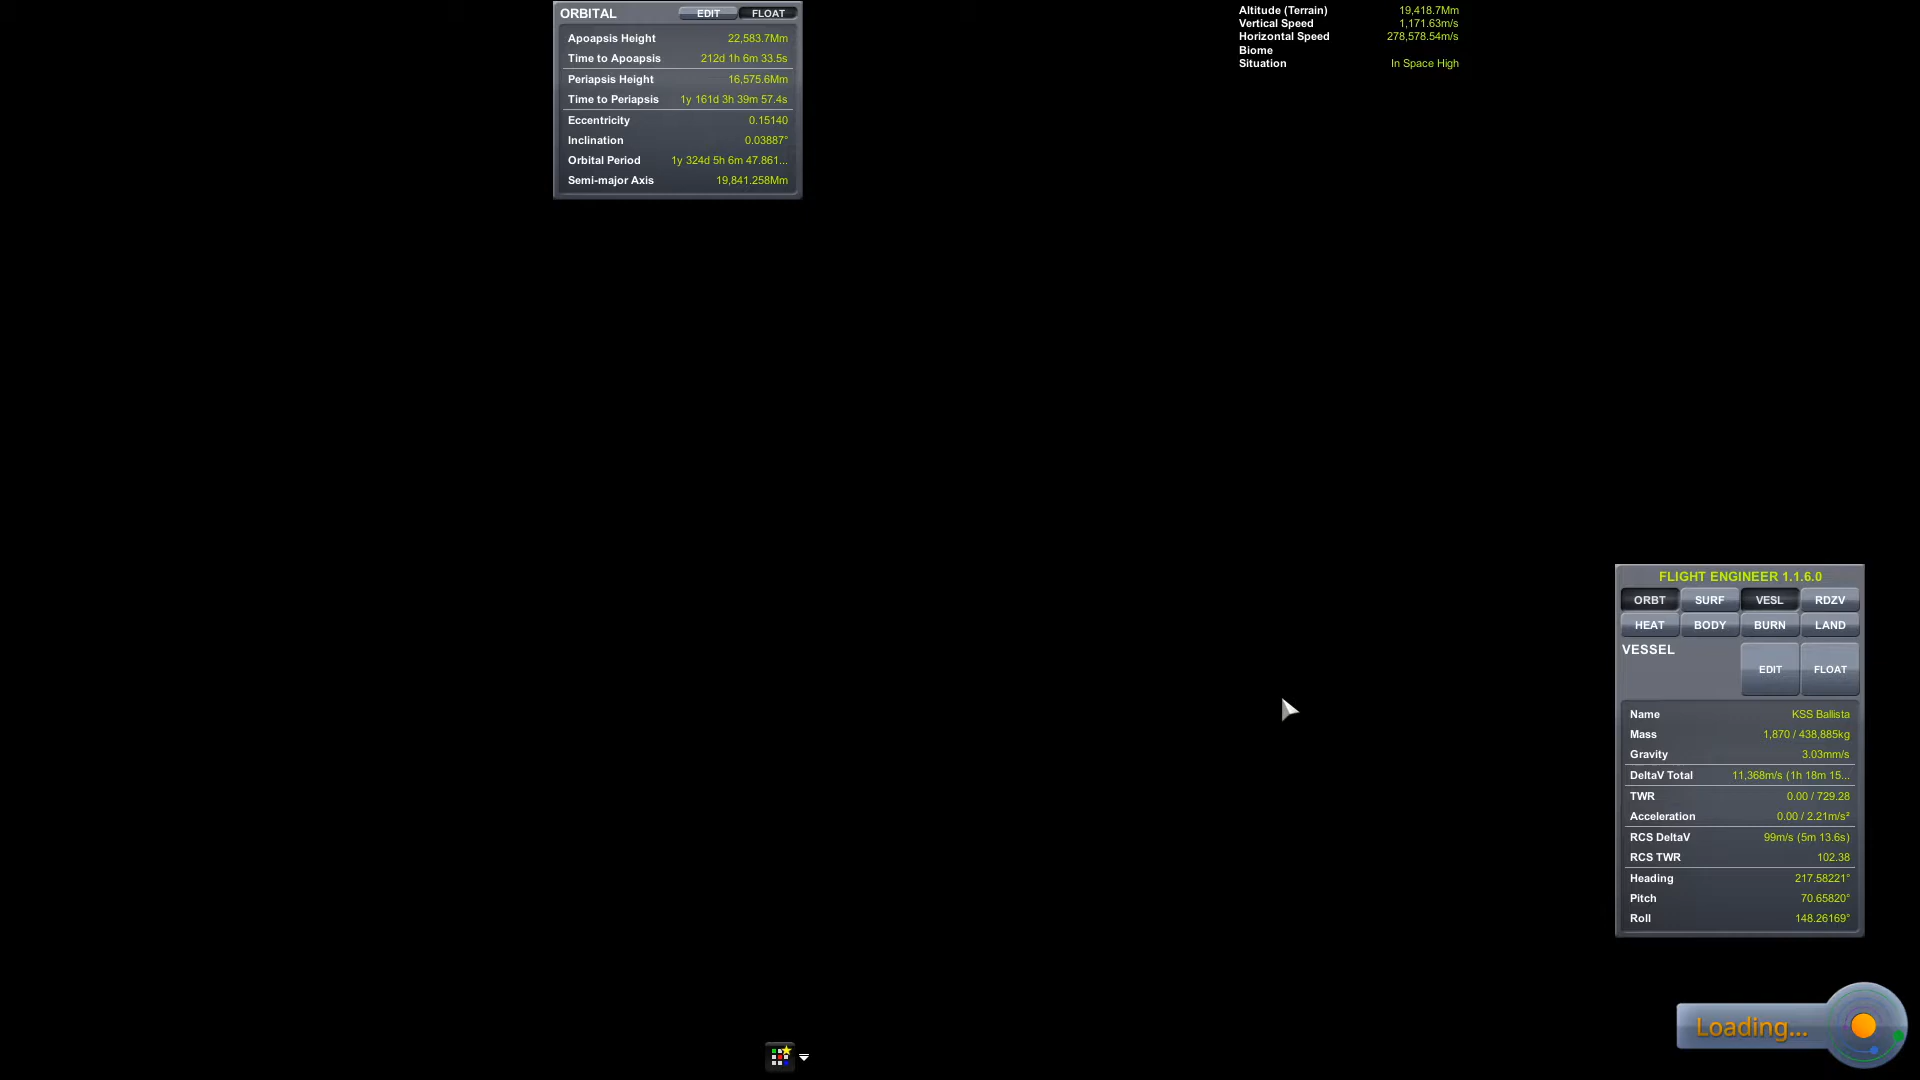 ORBITAL EDIT FLOAT
Apoapsis Height 22,583.7Mm
Time to Apoapsis 212d 1h 6m 33.5s
Periapsis Height 16,575.6Mm
Time to Periapsis 1y 161d 3h 39m 57.4s
Eccentricity 0.15140
Inclination 0.03887°
Orbital Period 1y 324d 5h 6m 47.861...
Semi-major Axis 19,841.258Mm
Altitude (Terrain) 19,418.7Mm
Vertical Speed 1,171.63m/s
Horizontal Speed 278,578.54m/s
Biome
Situation In Space High
FLIGHT ENGINEER 1.1.6.0
ORBT SURF VESL RDZV
HEAT BODY BURN LAND
VESSEL EDIT FLOAT
Name KSS Ballista
Mass 1,870 / 438,885kg
Gravity 3.03mm/s
DeltaV Total 11,368m/s (1h 18m 15...
TWR 0.00 / 729.28
Acceleration 0.00 / 2.21m/s²
RCS DeltaV 99m/s (5m 13.6s)
RCS TWR 102.38
Heading 217.58221°
Pitch 70.65820°
Roll 148.26169°
Loading...